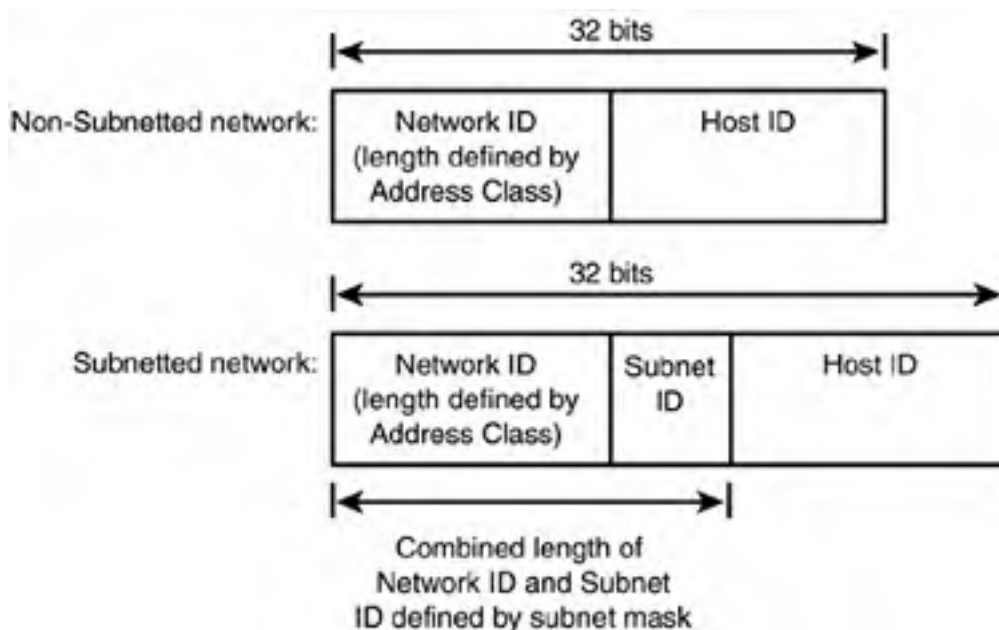 32 bits
Non-Subnetted network:
Network ID
(length defined by
Address Class)
Host ID
32 bits
Subnetted network:
Network ID
(length defined by
Address Class)
Subnet
ID
Host ID
Combined length of
Network ID and Subnet
ID defined by subnet mask